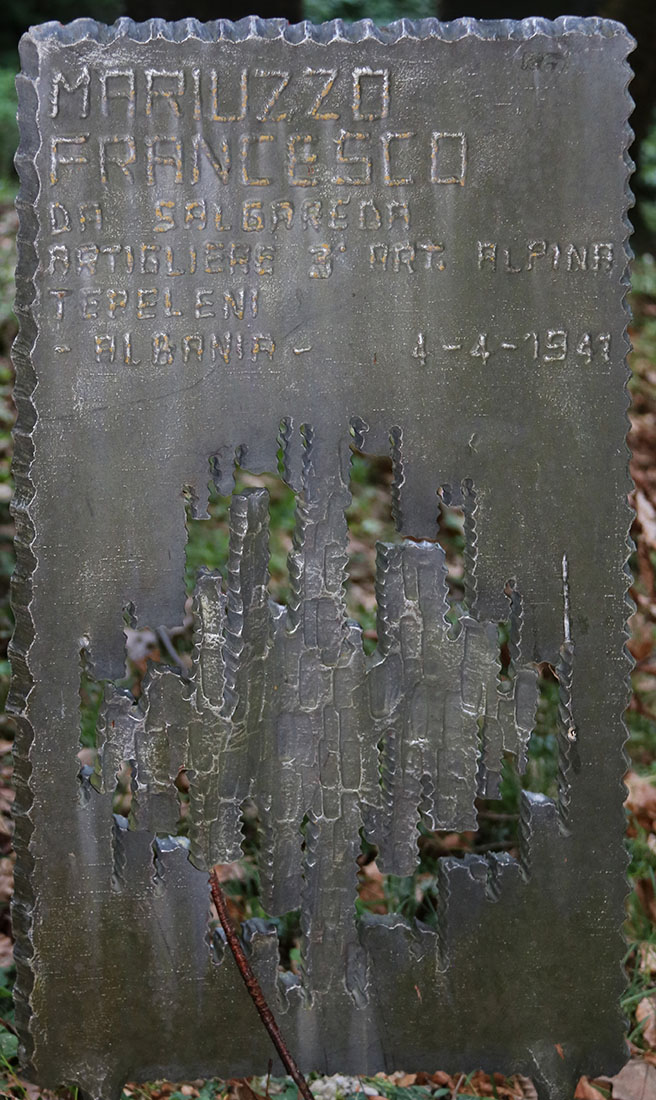 MARIUZZO
FRANCESCO
DA SALGAREDA
ARTIGLIERE 3° ART. ALPINA
TEPELENI
- ALBANIA - 4-4-1941